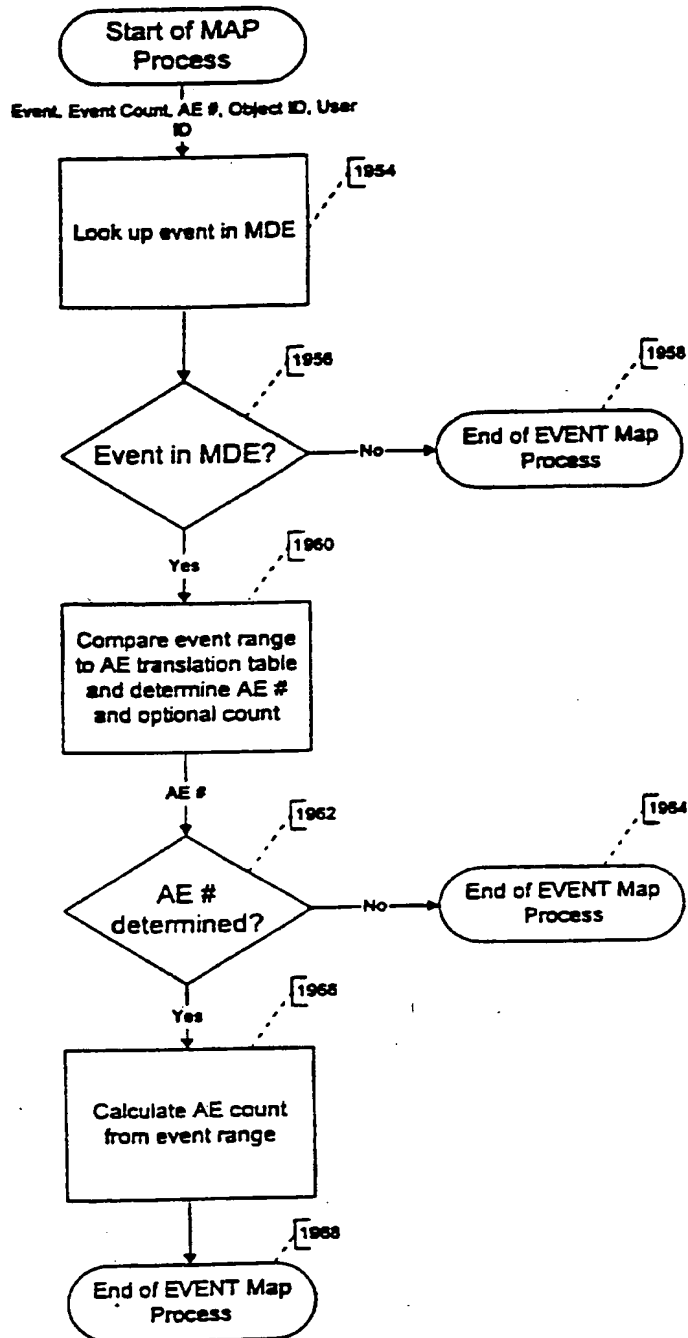 Start of MAP
Process
Event, Event Count, AE #, Object ID, User
ID
1954
Look up event in MDE
1956
1958
Event in MDE?
No
End of EVENT Map
Process
Yes
1960
Compare event range
to AE translation table
and determine AE #
and optional count
AE #
1962
1964
AE #
determined?
No
End of EVENT Map
Process
Yes
1966
Calculate AE count
from event range
1968
End of EVENT Map
Process